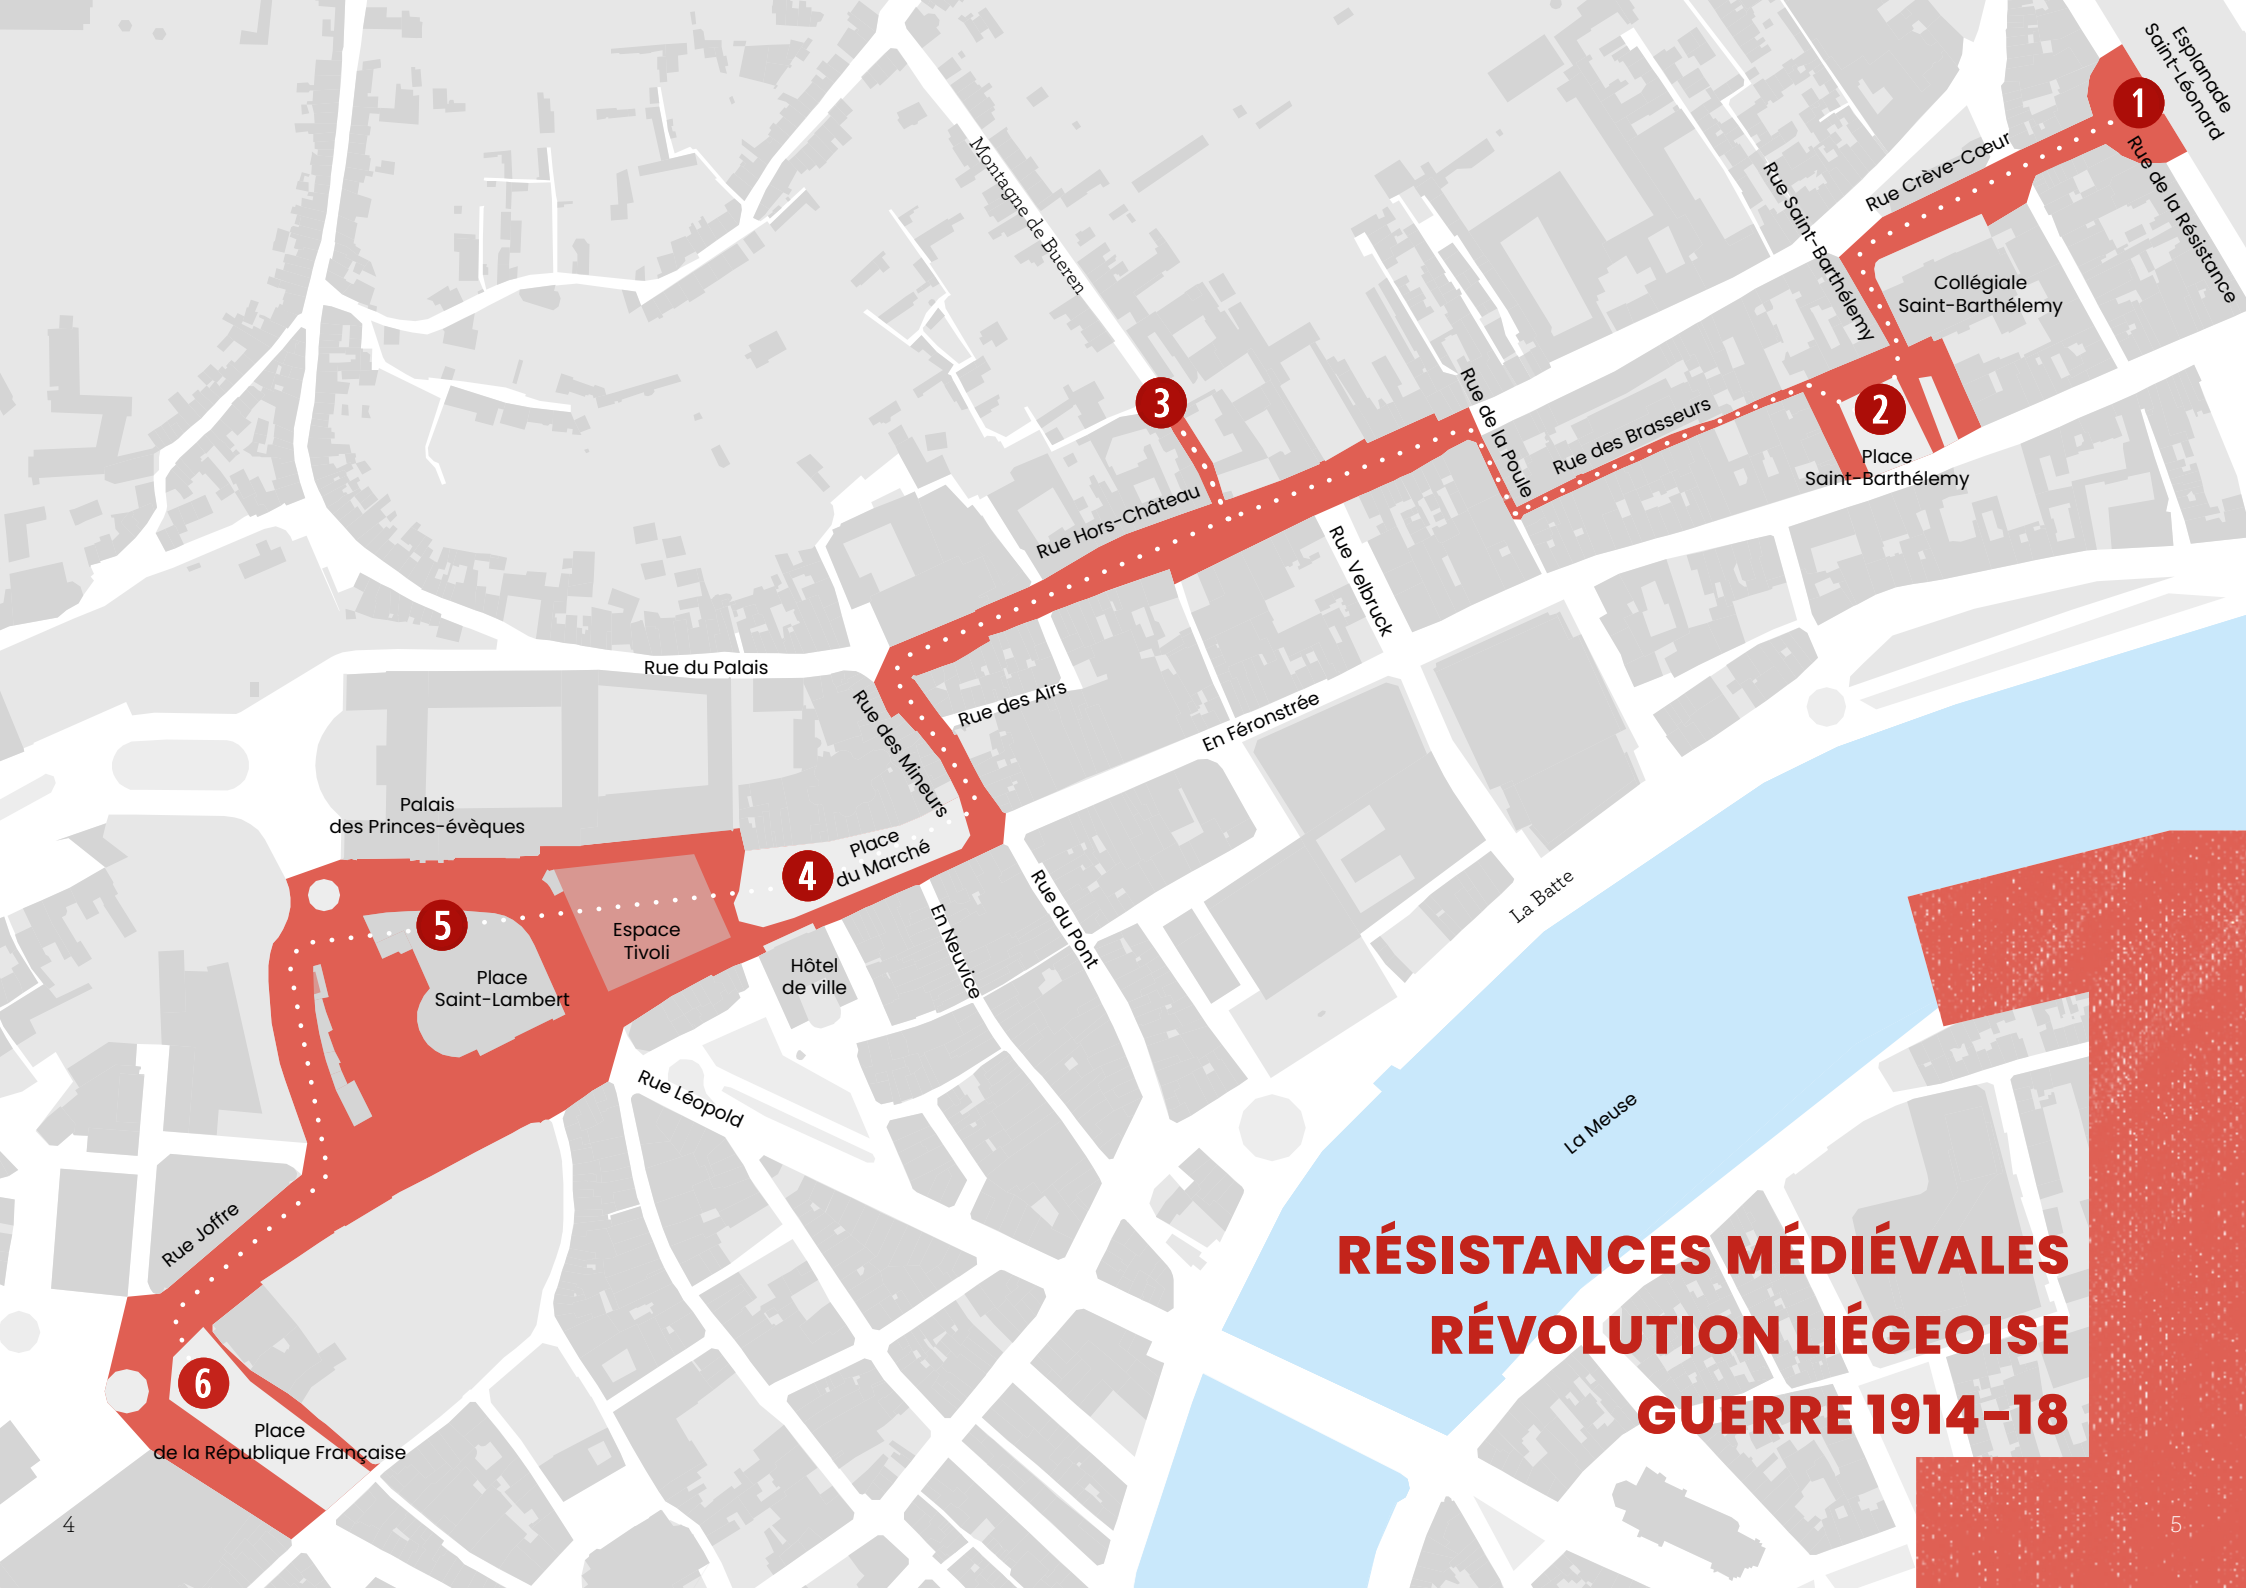 Esplanade
Saint-Léonard
1
Rue de la Résistance
Rue Crève-Cœur
Rue Saint-Barthélemy
Collégiale
Saint-Barthélemy
2
Place
Saint-Barthélemy
Rue des Brasseurs
Rue de la Poule
Montagne de Bueren
3
Rue Hors-Château
Rue Velbruck
Rue du Palais
Rue des Mineurs
Rue des Airs
En Féronstrée
Palais
des Princes-évèques
4
Place
du Marché
5
Place
Saint-Lambert
Espace
Tivoli
Hôtel
de ville
En Neuvice
Rue du Pont
La Batte
Rue Léopold
La Meuse
Rue Joffre
6
Place
de la République Française
RÉSISTANCES MÉDIÉVALES
RÉVOLUTION LIÉGEOISE
GUERRE 1914-18
1
4
5